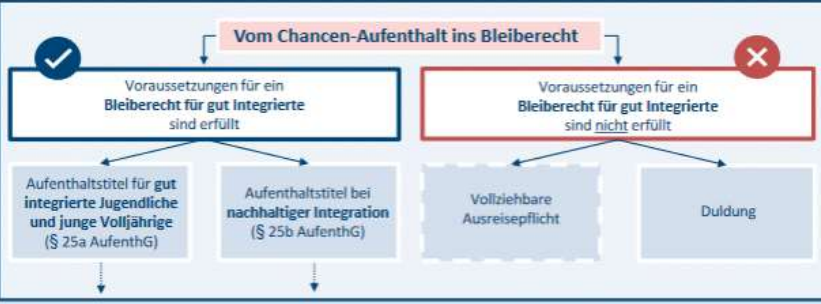 Vom Chancen-Aufenthalt ins Bleiberecht
Voraussetzungen für ein
Bleiberecht für gut Integrierte
sind erfüllt
Voraussetzungen für ein
Bleiberecht für gut Integrierte
sind nicht erfüllt
Aufenthaltstitel für gut
integrierte Jugendliche
und junge Volljährige
(§ 25a AufenthG)
Aufenthaltstitel bei
nachhaltiger Integration
(§ 25b AufenthG)
Vollziehbare
Ausreisepflicht
Duldung